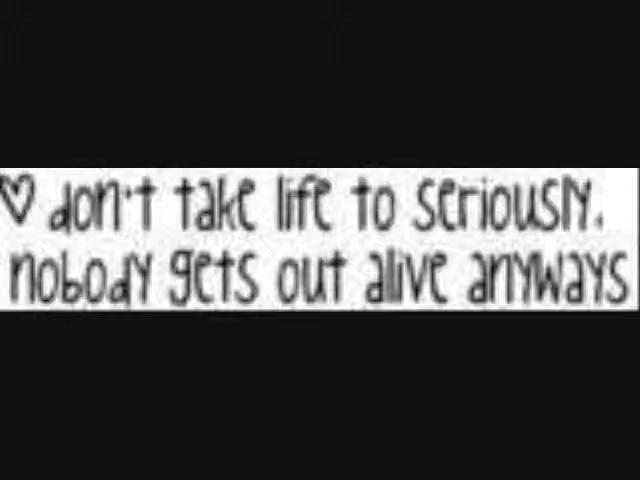 ♡ don't take life to seriously.
nobody gets out alive anyways